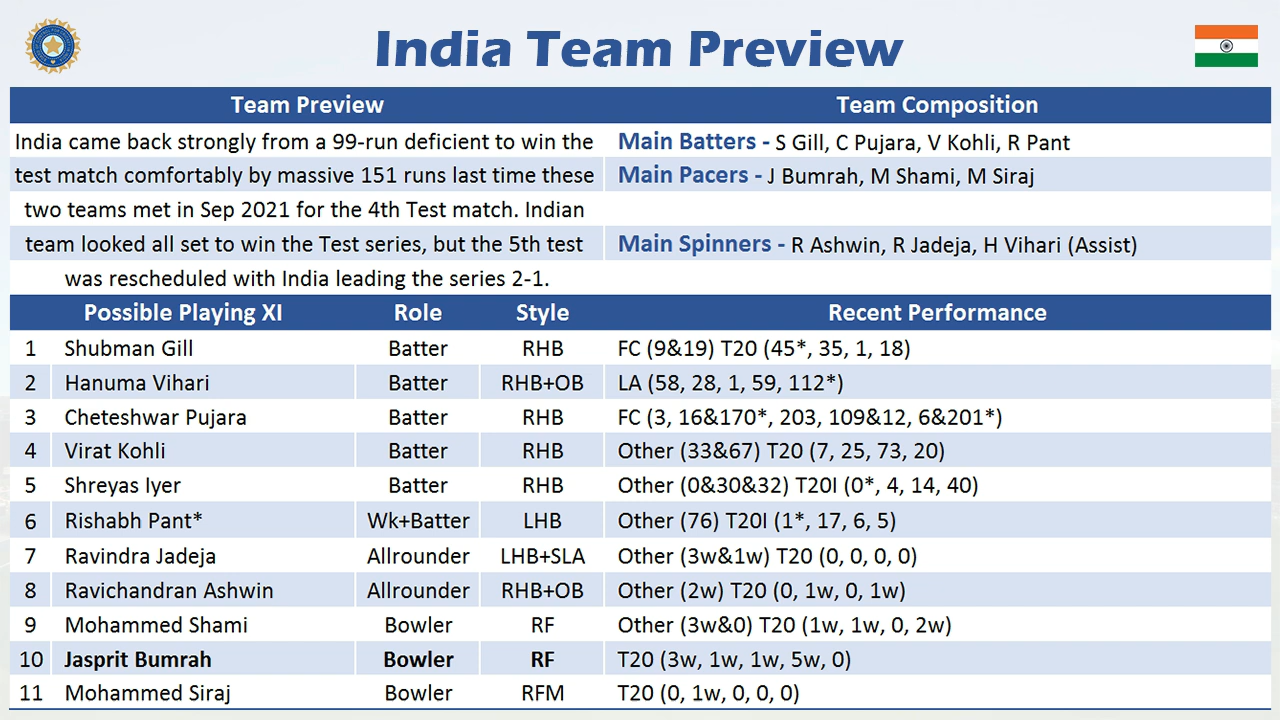 India Team Preview
Team Preview Team Composition
India came back strongly from a 99-run deficient to win the Main Batters - S Gill, C Pujara, V Kohli, R Pant
test match comfortably by massive 151 runs last time these Main Pacers - J Bumrah, M Shami, M Siraj
two teams met in Sep 2021 for the 4th Test match. Indian
team looked all set to win the Test series, but the 5th test Main Spinners - R Ashwin, R Jadeja, H Vihari (Assist)
was rescheduled with India leading the series 2-1.
Possible Playing XI Role Style Recent Performance
1 Shubman Gill Batter RHB FC (9&19) T20 (45*, 35, 1, 18)
2 Hanuma Vihari Batter RHB+OB LA (58, 28, 1, 59, 112*)
3 Cheteshwar Pujara Batter RHB FC (3, 16&170*, 203, 109&12, 6&201*)
4 Virat Kohli Batter RHB Other (33&67) T20 (7, 25, 73, 20)
5 Shreyas Iyer Batter RHB Other (0&30&32) T20I (0*, 4, 14, 40)
6 Rishabh Pant* Wk+Batter LHB Other (76) T20I (1*, 17, 6, 5)
7 Ravindra Jadeja Allrounder LHB+SLA Other (3w&1w) T20 (0, 0, 0, 0)
8 Ravichandran Ashwin Allrounder RHB+OB Other (2w) T20 (0, 1w, 0, 1w)
9 Mohammed Shami Bowler RF Other (3w&0) T20 (1w, 1w, 0, 2w)
10 Jasprit Bumrah Bowler RF T20 (3w, 1w, 1w, 5w, 0)
11 Mohammed Siraj Bowler RFM T20 (0, 1w, 0, 0, 0)